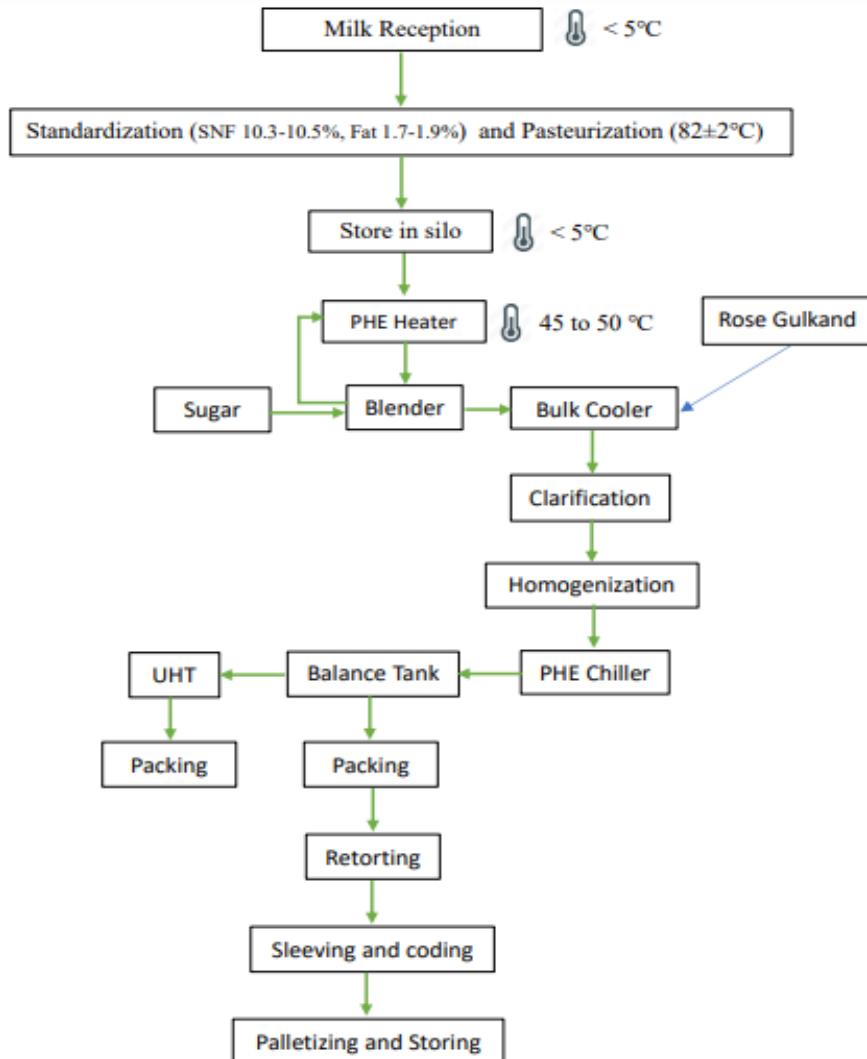 Milk Reception
< 5℃
Standardization (SNF 10.3-10.5%, Fat 1.7-1.9%) and Pasteurization (82±2℃)
Store in silo
< 5℃
PHE Heater
45 to 50 ℃
Rose Gulkand
Sugar
Blender
Bulk Cooler
Clarification
Homogenization
UHT
Balance Tank
PHE Chiller
Packing
Packing
Retorting
Sleeving and coding
Palletizing and Storing